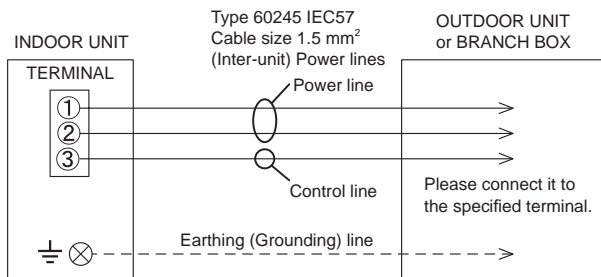 Type 60245 IEC57
Cable size 1.5 mm²
(Inter-unit) Power lines
OUTDOOR UNIT
or BRANCH BOX
INDOOR UNIT
TERMINAL
Power line
1
2
3
Control line
Please connect it to
the specified terminal.
Earthing (Grounding) line